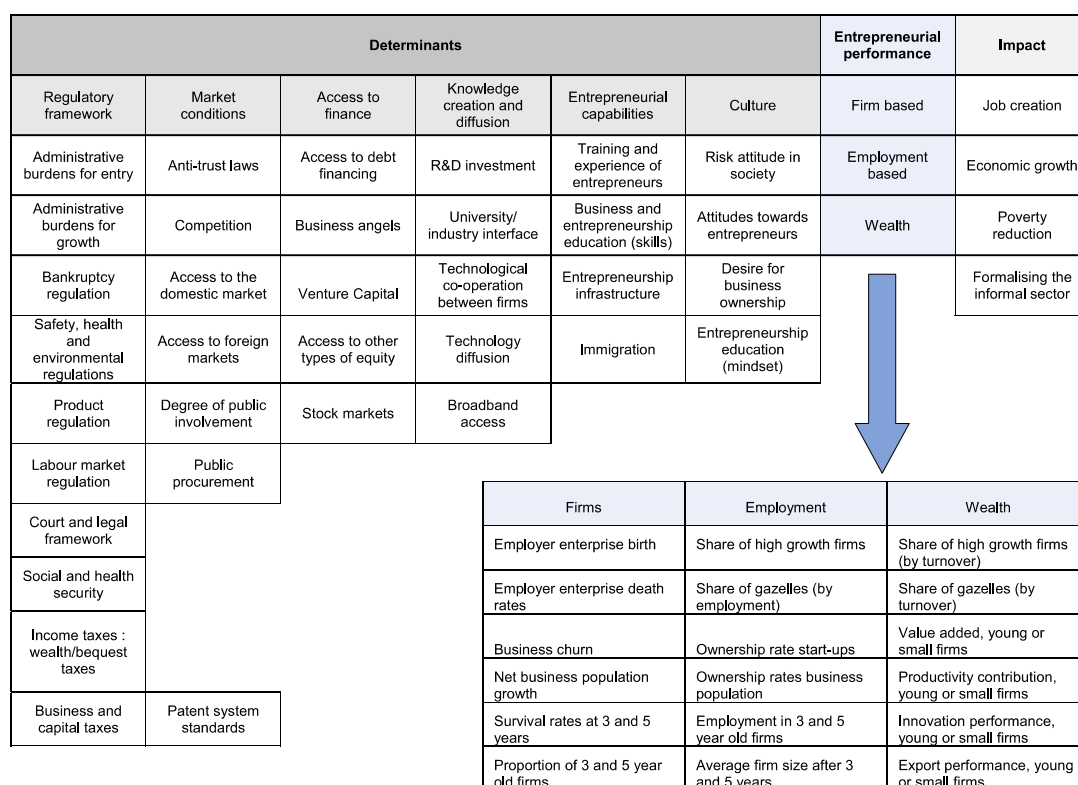 Determinants
Entrepreneurial
performance
Impact
Regulatory
framework
Market
conditions
Access to
finance
Knowledge
creation and
diffusion
Entrepreneurial
capabilities
Culture
Firm based
Job creation
Administrative
burdens for entry
Anti-trust laws
Access to debt
financing
R&D investment
Training and
experience of
entrepreneurs
Risk attitude in
society
Employment
based
Economic growth
Administrative
burdens for
growth
Competition
Business angels
University/
industry interface
Business and
entrepreneurship
education (skills)
Attitudes towards
entrepreneurs
Wealth
Poverty
reduction
Bankruptcy
regulation
Access to the
domestic market
Venture Capital
Technological
co-operation
between firms
Entrepreneurship
infrastructure
Desire for
business
ownership
Formalising the
informal sector
Safety, health
and
environmental
regulations
Access to foreign
markets
Access to other
types of equity
Technology
diffusion
Immigration
Entrepreneurship
education
(mindset)
Product
regulation
Degree of public
involvement
Stock markets
Broadband
access
Labour market
regulation
Public
procurement
Court and legal
framework
Social and health
security
Income taxes :
wealth/bequest
taxes
Business and
capital taxes
Patent system
standards
Firms
Employment
Wealth
Employer enterprise birth
Share of high growth firms
Share of high growth firms
(by turnover)
Employer enterprise death
rates
Share of gazelles (by
employment)
Share of gazelles (by
turnover)
Business churn
Ownership rate start-ups
Value added, young or
small firms
Net business population
growth
Ownership rates business
population
Productivity contribution,
young or small firms
Survival rates at 3 and 5
years
Employment in 3 and 5
year old firms
Innovation performance,
young or small firms
Proportion of 3 and 5 year
old firms
Average firm size after 3
and 5 years
Export performance, young
or small firms